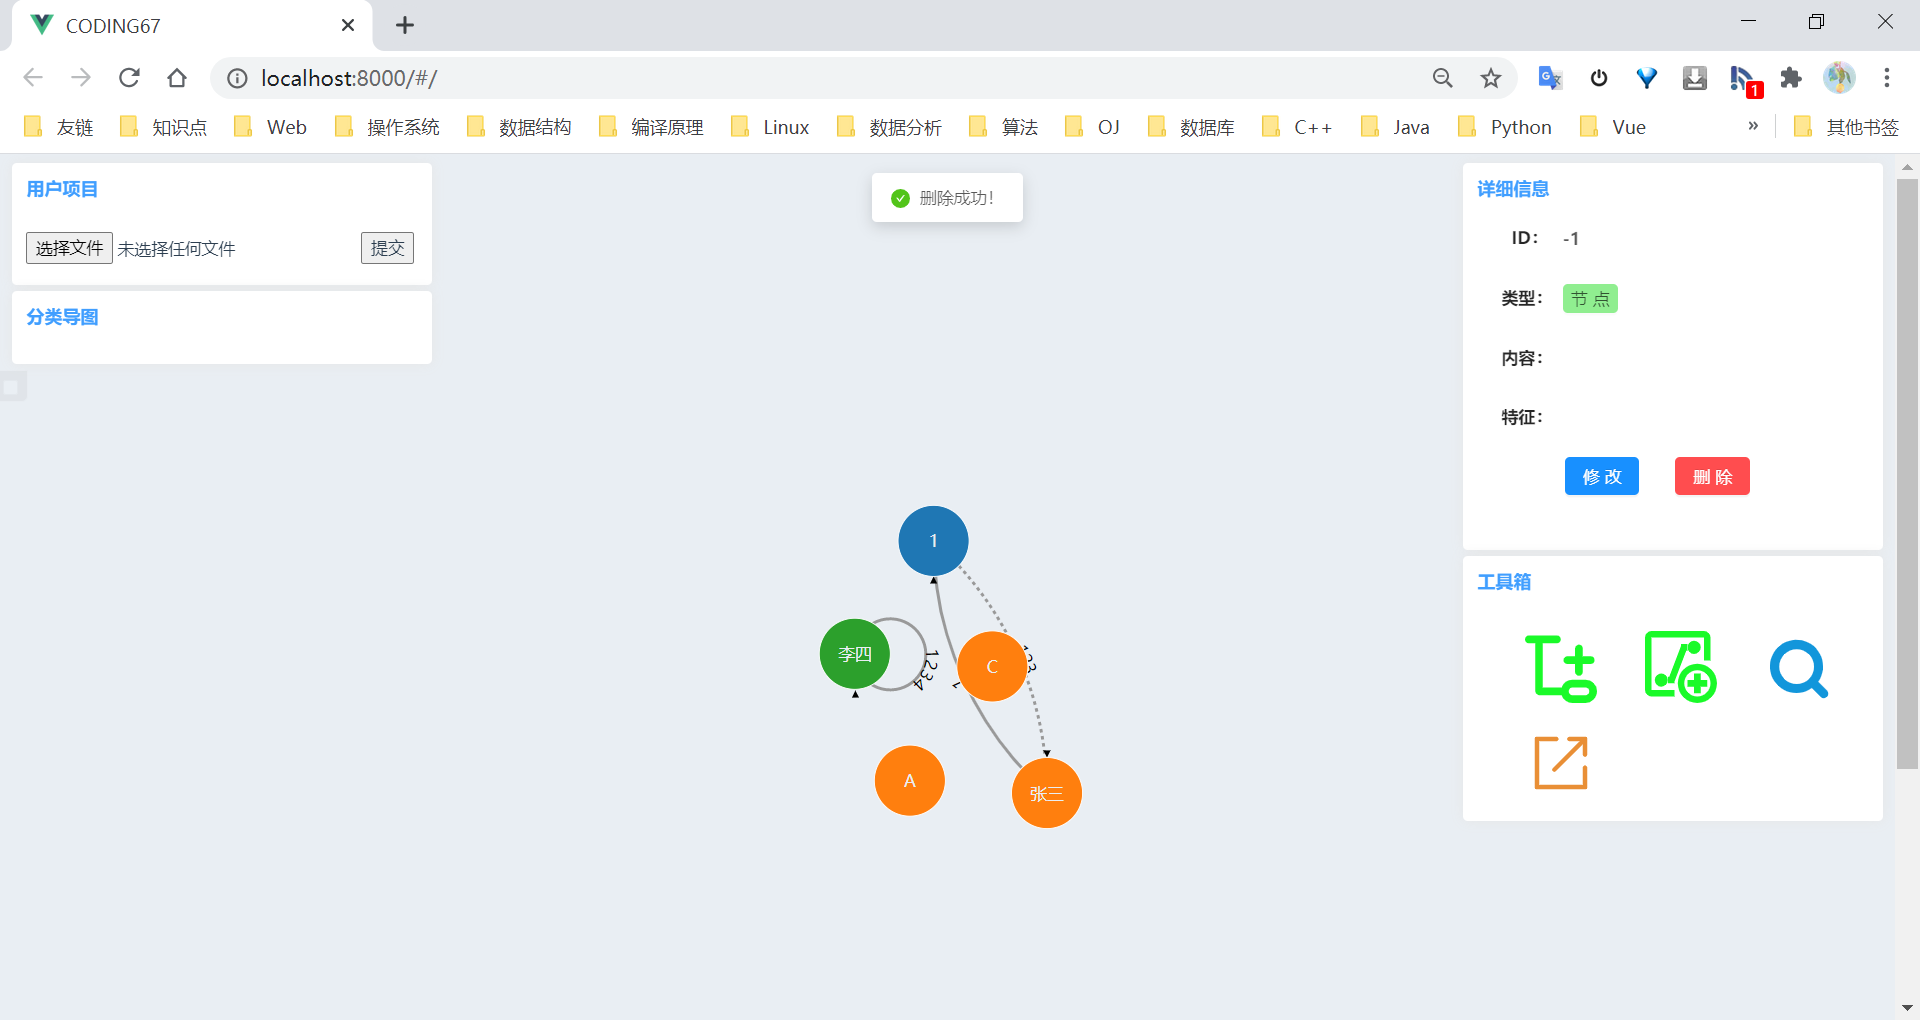 CODING67
localhost:8000/#/
1
友链 知识点 Web 操作系统 数据结构 编译原理 Linux 数据分析 算法 OJ 数据库 C++ Java Python Vue » 其他书签
用户项目
选择文件 未选择任何文件 提交
分类导图
删除成功!
1
李四
1234
C
123
1
A
张三
详细信息
ID: -1
类型: 节 点
内容:
特征:
修 改 删 除
工具箱